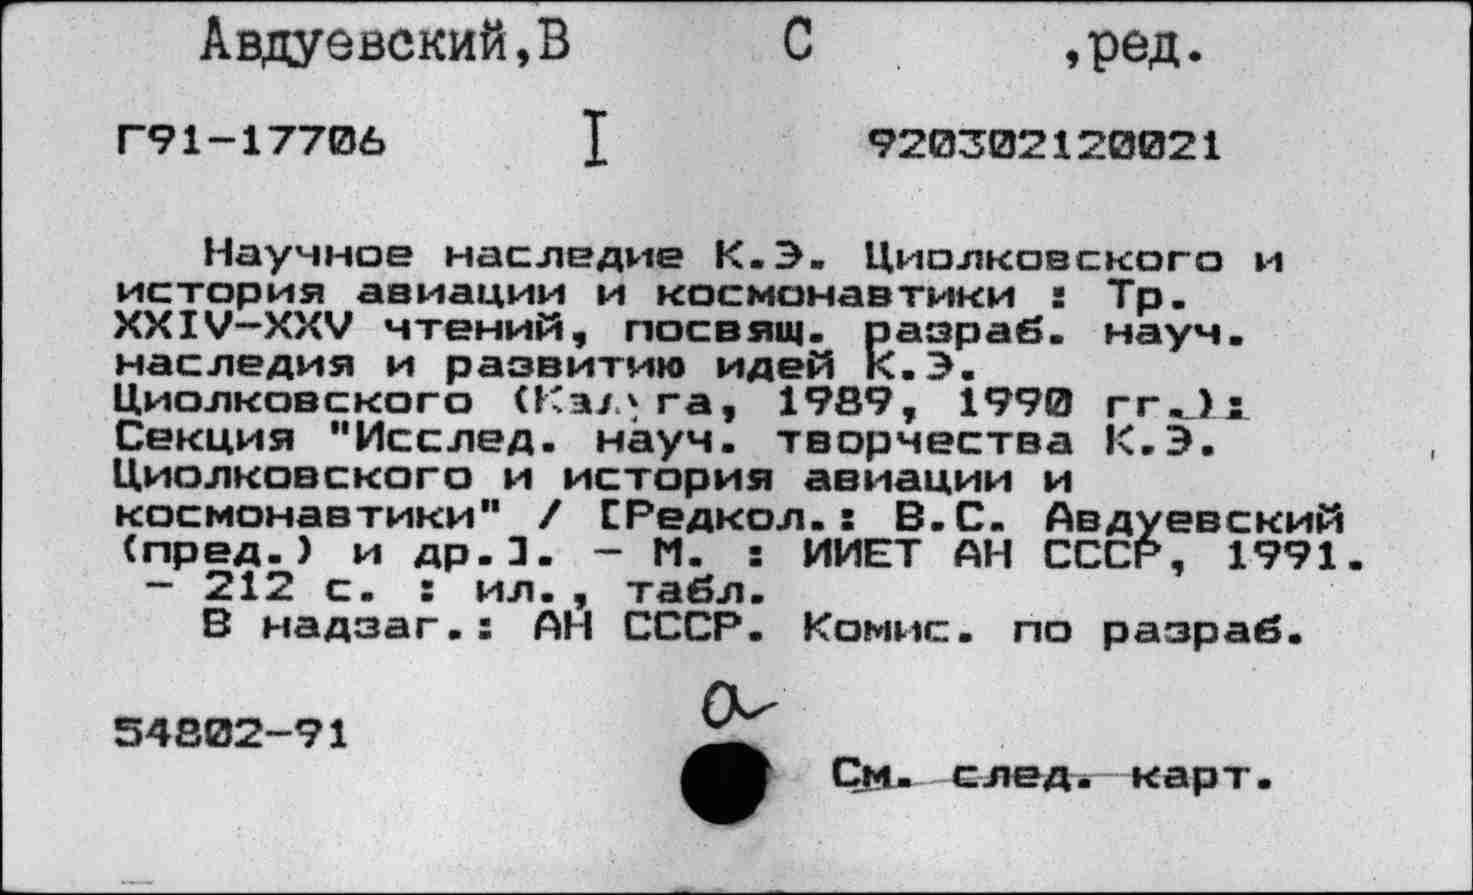 Авдуевский,В С ,ред.
Г91-17706 I 920302120021
Научное наследие К.Э. Циолковского и
история авиации и космонавтики : Тр.
XXIV-XXV чтений, посвящ. разраб. науч.
наследия и развитию идей К.Э.
Циолковского (Калуга, 1989, 1990 гг.):
Секция "Исслед. науч. творчества К.Э.
Циолковского и история авиации и
космонавтики" / [Редкол.: В.С. Авдуевский
(пред.) и др.]. - М. : ИИЕТ АН СССР, 1991.
- 212 с. : ил., табл.
В надзаг.: АН СССР. Комис. по разраб.
а
54802-91
См. след. карт.